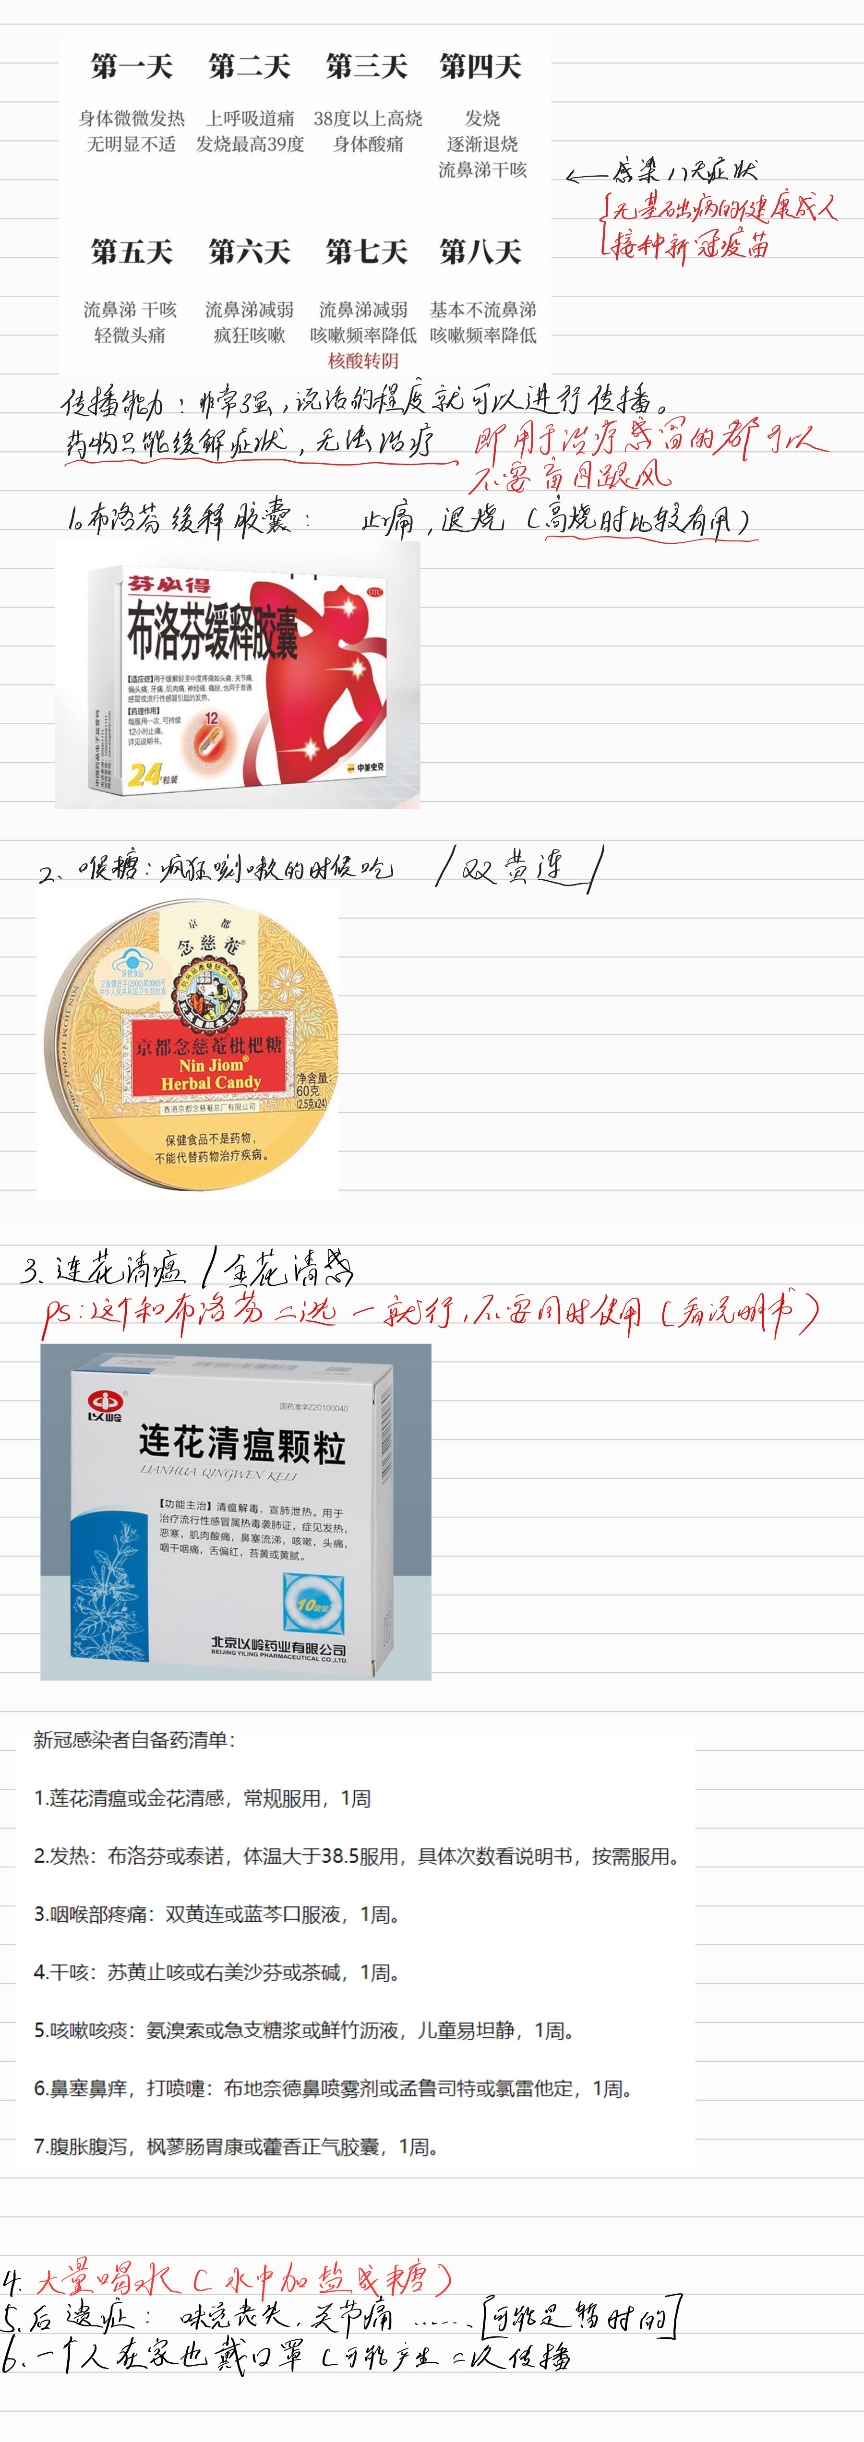 第一天 第二天 第三天 第四天
身体微微发热 上呼吸道痛 38度以上高烧 发烧
无明显不适 发烧最高39度 身体酸痛 逐渐退烧
流鼻涕干咳
←感染八天症状
无基础病的健康成人
接种新冠疫苗
第五天 第六天 第七天 第八天
流鼻涕 干咳 流鼻涕减弱 流鼻涕减弱 基本不流鼻涕
轻微头痛 疯狂咳嗽 咳嗽频率降低 咳嗽频率降低
核酸转阴
传播能力：非常强，说话的程度就可以进行传播。
药物只能缓解症状，无法治疗 即用于治疗感冒的都可以
不要盲目跟风
1。布洛芬缓释胶囊： 止痛，退烧（高烧时比较有用）
芬必得
OTC
布洛芬缓释胶囊
【适应症】用于缓解轻至中度疼痛如头痛、关节痛、
偏头痛、牙痛、肌肉痛、神经痛、痛经。也用于普通
感冒或流行性感冒引起的发热。
【药理作用】
每服用一次，可持续
12小时止痛。
详见说明书。
12
24粒装
中美史克
2、喉糖：疯狂咳嗽的时候吃 /双黄连/
京都
念慈菴®
保健食品
卫食健进字(2000)第0065号
中华人民共和国卫生部批准
NIN JIOM Herbal Candy
京都念慈菴枇杷糖
Nin Jiom®
Herbal Candy
净含量:
60克
(2.5克x24)
香港京都念慈菴总厂有限公司
保健食品不是药物，
不能代替药物治疗疾病。
3、连花清瘟/金花清感
PS:这个和布洛芬二选一就行，不要同时使用（看说明书）
以岭
国药准字Z20100040
连花清瘟颗粒
LIANHUA QINGWEN KELI
【功能主治】清瘟解毒，宣肺泄热。用于
治疗流行性感冒属热毒袭肺证，症见发热，
恶寒，肌肉酸痛，鼻塞流涕，咳嗽，头痛，
咽干咽痛，舌偏红，苔黄或黄腻。
10袋装
北京以岭药业有限公司
BEIJING YILING PHARMACEUTICAL CO.,LTD.
新冠感染者自备药清单：
1.莲花清瘟或金花清感，常规服用，1周
2.发热：布洛芬或泰诺，体温大于38.5服用，具体次数看说明书，按需服用。
3.咽喉部疼痛：双黄连或蓝芩口服液，1周。
4.干咳：苏黄止咳或右美沙芬或茶碱，1周。
5.咳嗽咳痰：氨溴索或急支糖浆或鲜竹沥液，儿童易坦静，1周。
6.鼻塞鼻痒，打喷嚏：布地奈德鼻喷雾剂或孟鲁司特或氯雷他定，1周。
7.腹胀腹泻，枫蓼肠胃康或藿香正气胶囊，1周。
4.大量喝水（水中加盐或糖）
5.后遗症：味觉丧失，关节痛……[可能是暂时的]
6.一个人在家也戴口罩（可能产生二次传播